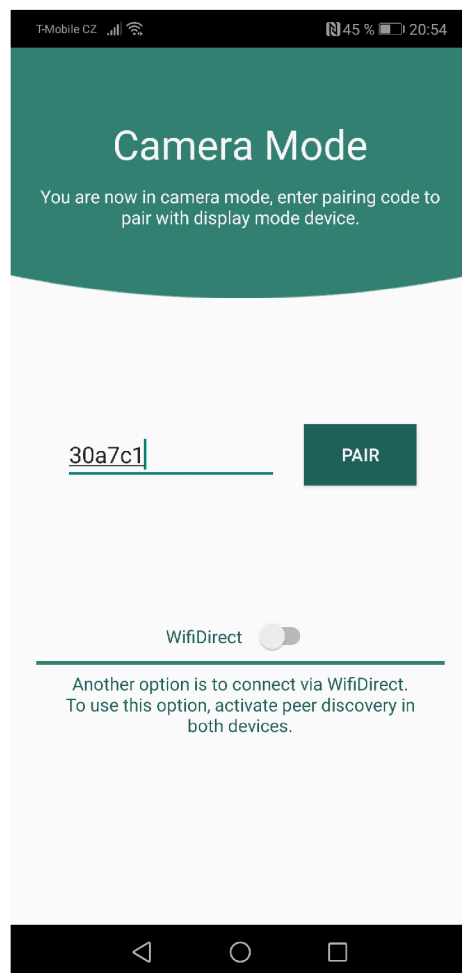 T-Mobile CZ 45 % 20:54
Camera Mode
You are now in camera mode, enter pairing code to
pair with display mode device.
30a7c1 PAIR
WifiDirect
Another option is to connect via WifiDirect.
To use this option, activate peer discovery in
both devices.